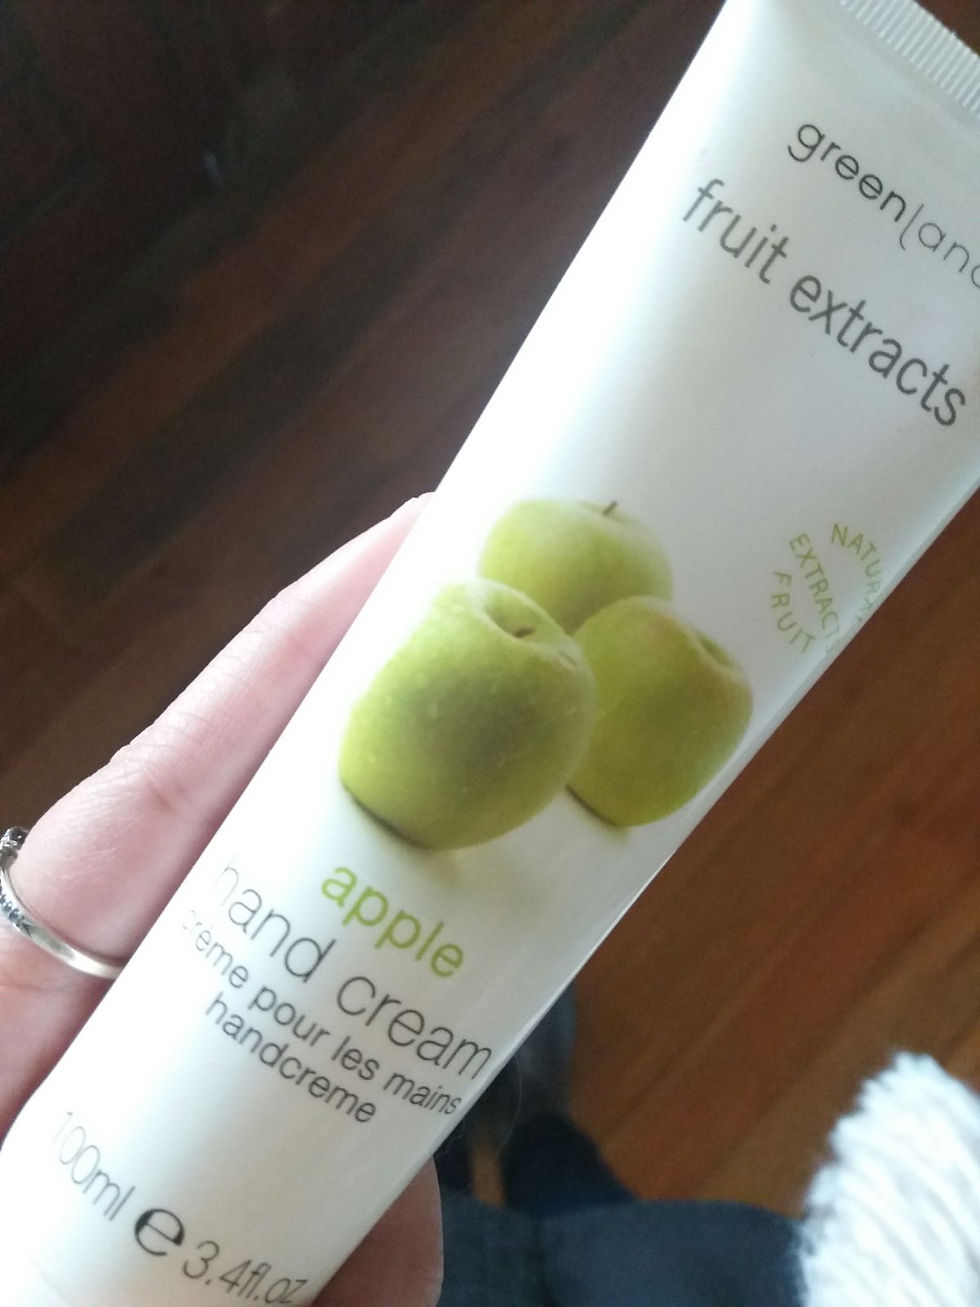 greenland
fruit extracts
NATURAL
EXTRACTS
FRUIT
apple
hand cream
crème pour les mains
handcreme
100ml e 3.4fl.oz